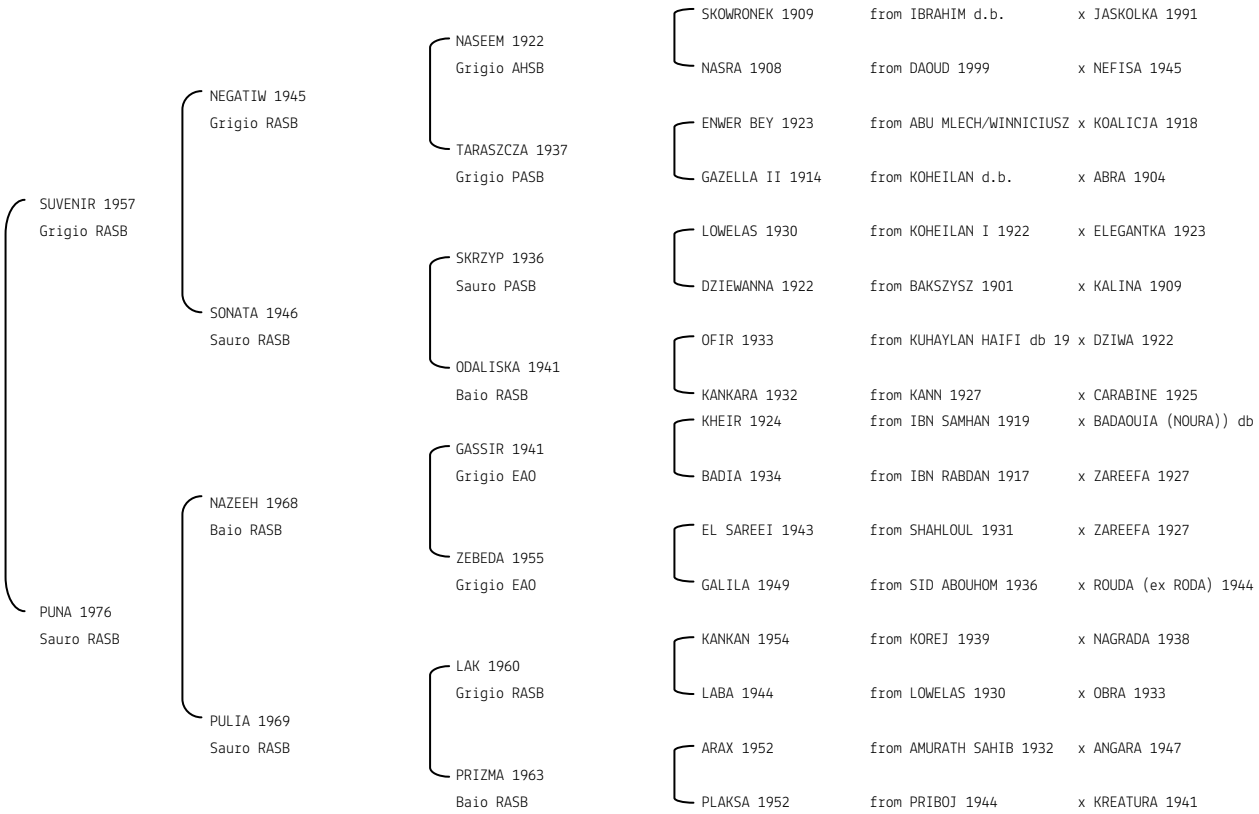 SKOWRONEK 1909 from IBRAHIM d.b. x JASKOLKA 1991
NASEEM 1922
Grigio AHSB
NASRA 1908 from DAOUD 1999 x NEFISA 1945
NEGATIW 1945
Grigio RASB
ENWER BEY 1923 from ABU MLECH/WINNICIUSZ x KOALICJA 1918
TARASZCZA 1937
Grigio PASB
GAZELLA II 1914 from KOHEILAN d.b. x ABRA 1904
SUVENIR 1957
Grigio RASB
LOWELAS 1930 from KOHEILAN I 1922 x ELEGANTKA 1923
SKRZYP 1936
Sauro PASB
DZIEWANNA 1922 from BAKSZYSZ 1901 x KALINA 1909
SONATA 1946
Sauro RASB
OFIR 1933 from KUHAYLAN HAIFI db 19 x DZIWA 1922
ODALISKA 1941
Baio RASB
KANKARA 1932 from KANN 1927 x CARABINE 1925
KHEIR 1924 from IBN SAMHAN 1919 x BADAOUIA (NOURA)) db
GASSIR 1941
Grigio EAO
BADIA 1934 from IBN RABDAN 1917 x ZAREEFA 1927
NAZEEH 1968
Baio RASB
EL SAREEI 1943 from SHAHLOUL 1931 x ZAREEFA 1927
ZEBEDA 1955
Grigio EAO
GALILA 1949 from SID ABOUHOM 1936 x ROUDA (ex RODA) 1944
PUNA 1976
Sauro RASB
KANKAN 1954 from KOREJ 1939 x NAGRADA 1938
LAK 1960
Grigio RASB
LABA 1944 from LOWELAS 1930 x OBRA 1933
PULIA 1969
Sauro RASB
ARAX 1952 from AMURATH SAHIB 1932 x ANGARA 1947
PRIZMA 1963
Baio RASB
PLAKSA 1952 from PRIBOJ 1944 x KREATURA 1941